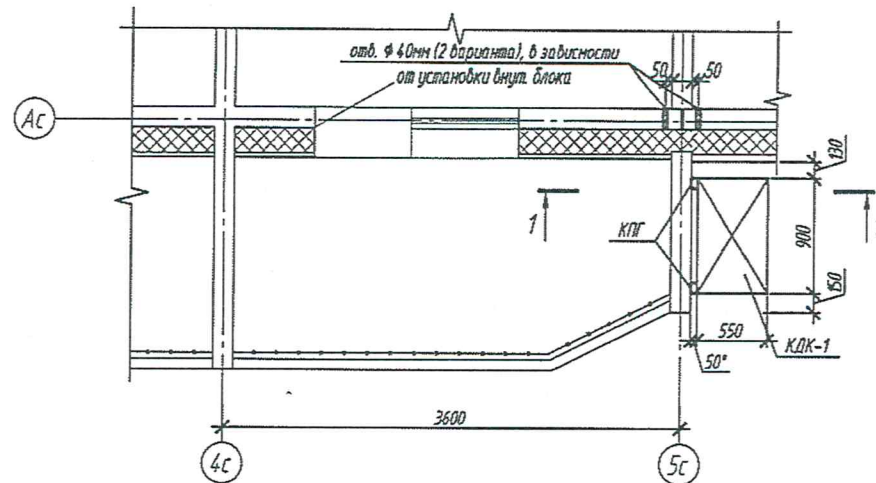 отв. Ф 40мм (2 варианта), в зависимости
от установки внут. блока
50
50
Ас
130
1
КПГ
900
150
550
КДК-1
50*
3600
4с
5с